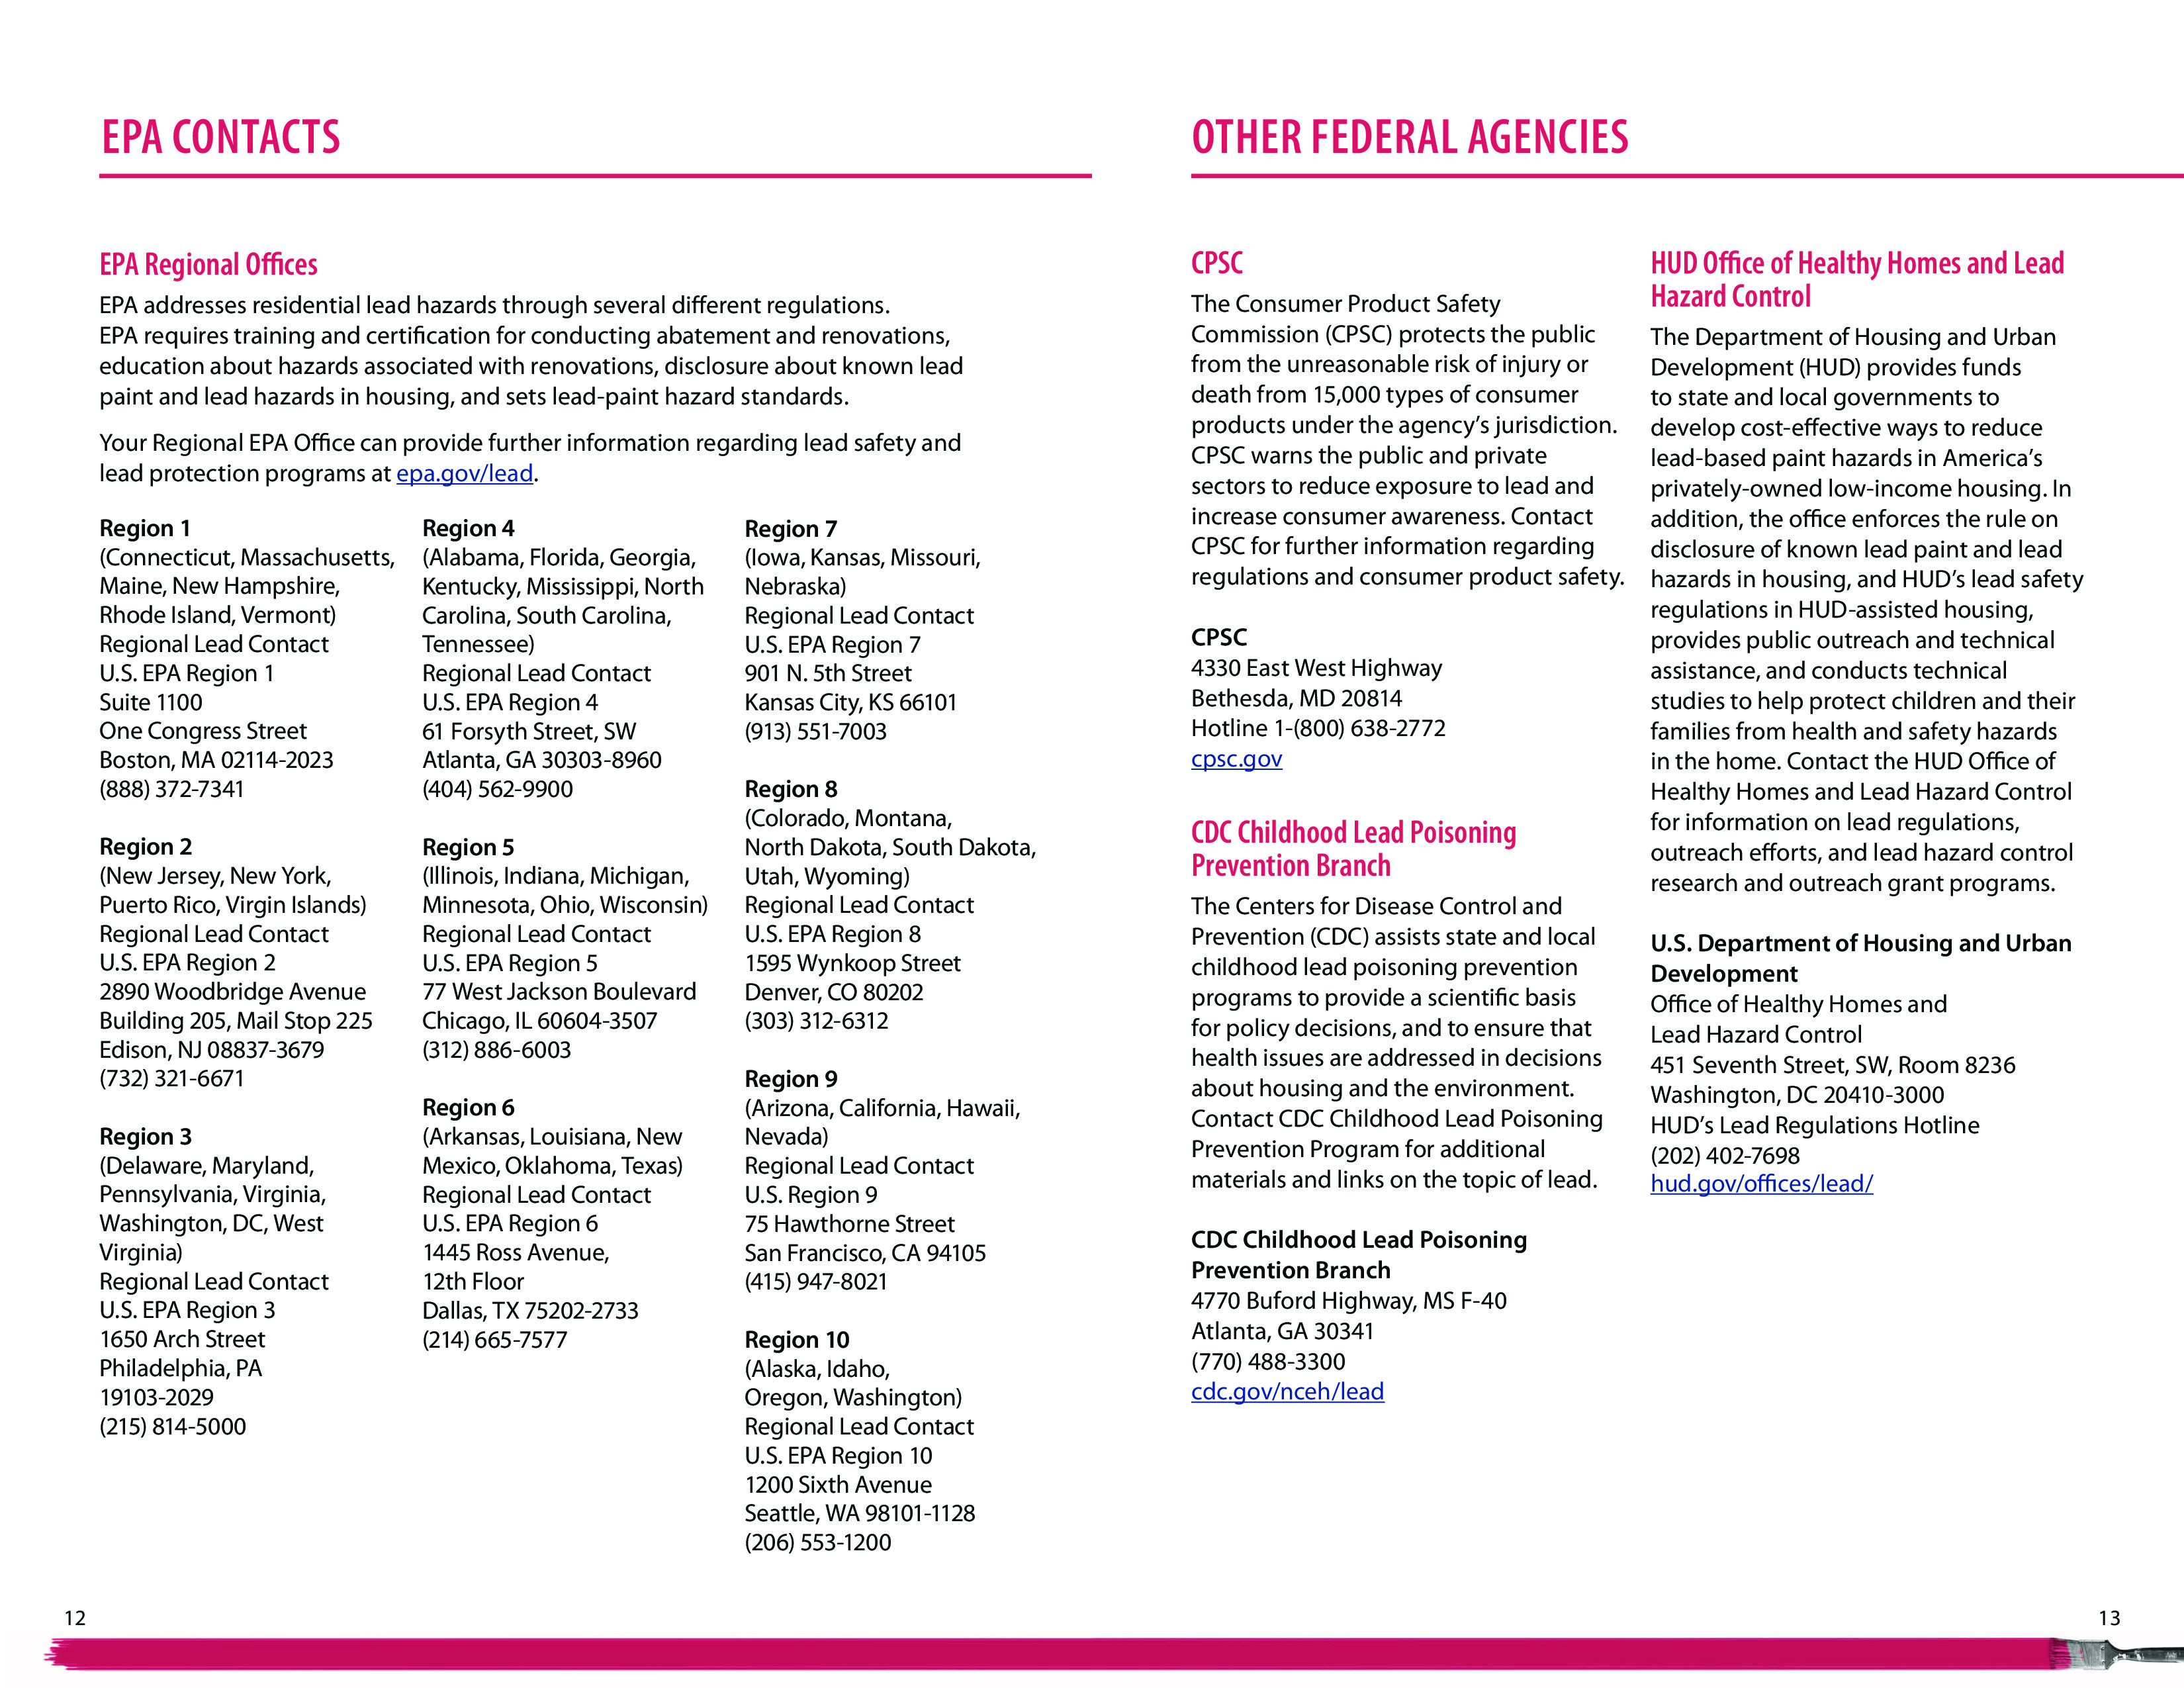 EPA CONTACTS
EPA Regional Offices
EPA addresses residential lead hazards through several different regulations.
EPA requires training and certification for conducting abatement and renovations,
education about hazards associated with renovations, disclosure about known lead
paint and lead hazards in housing, and sets lead-paint hazard standards.
Your Regional EPA Office can provide further information regarding lead safety and
lead protection programs at epa.gov/lead.
Region 1
(Connecticut, Massachusetts,
Maine, New Hampshire,
Rhode Island, Vermont)
Regional Lead Contact
U.S. EPA Region 1
Suite 1100
One Congress Street
Boston, MA 02114-2023
(888) 372-7341
Region 2
(New Jersey, New York,
Puerto Rico, Virgin Islands)
Regional Lead Contact
U.S. EPA Region 2
2890 Woodbridge Avenue
Building 205, Mail Stop 225
Edison, NJ 08837-3679
(732) 321-6671
Region 3
(Delaware, Maryland,
Pennsylvania, Virginia,
Washington, DC, West
Virginia)
Regional Lead Contact
U.S. EPA Region 3
1650 Arch Street
Philadelphia, PA
19103-2029
(215) 814-5000
Region 4
(Alabama, Florida, Georgia,
Kentucky, Mississippi, North
Carolina, South Carolina,
Tennessee)
Regional Lead Contact
U.S. EPA Region 4
61 Forsyth Street, SW
Atlanta, GA 30303-8960
(404) 562-9900
Region 5
(Illinois, Indiana, Michigan,
Minnesota, Ohio, Wisconsin)
Regional Lead Contact
U.S. EPA Region 5
77 West Jackson Boulevard
Chicago, IL 60604-3507
(312) 886-6003
Region 6
(Arkansas, Louisiana, New
Mexico, Oklahoma, Texas)
Regional Lead Contact
U.S. EPA Region 6
1445 Ross Avenue,
12th Floor
Dallas, TX 75202-2733
(214) 665-7577
Region 7
(Iowa, Kansas, Missouri,
Nebraska)
Regional Lead Contact
U.S. EPA Region 7
901 N. 5th Street
Kansas City, KS 66101
(913) 551-7003
Region 8
(Colorado, Montana,
North Dakota, South Dakota,
Utah, Wyoming)
Regional Lead Contact
U.S. EPA Region 8
1595 Wynkoop Street
Denver, CO 80202
(303) 312-6312
Region 9
(Arizona, California, Hawaii,
Nevada)
Regional Lead Contact
U.S. Region 9
75 Hawthorne Street
San Francisco, CA 94105
(415) 947-8021
Region 10
(Alaska, Idaho,
Oregon, Washington)
Regional Lead Contact
U.S. EPA Region 10
1200 Sixth Avenue
Seattle, WA 98101-1128
(206) 553-1200
12
OTHER FEDERAL AGENCIES
CPSC
The Consumer Product Safety
Commission (CPSC) protects the public
from the unreasonable risk of injury or
death from 15,000 types of consumer
products under the agency’s jurisdiction.
CPSC warns the public and private
sectors to reduce exposure to lead and
increase consumer awareness. Contact
CPSC for further information regarding
regulations and consumer product safety.
CPSC
4330 East West Highway
Bethesda, MD 20814
Hotline 1-(800) 638-2772
cpsc.gov
CDC Childhood Lead Poisoning
Prevention Branch
The Centers for Disease Control and
Prevention (CDC) assists state and local
childhood lead poisoning prevention
programs to provide a scientific basis
for policy decisions, and to ensure that
health issues are addressed in decisions
about housing and the environment.
Contact CDC Childhood Lead Poisoning
Prevention Program for additional
materials and links on the topic of lead.
CDC Childhood Lead Poisoning
Prevention Branch
4770 Buford Highway, MS F-40
Atlanta, GA 30341
(770) 488-3300
cdc.gov/nceh/lead
HUD Office of Healthy Homes and Lead
Hazard Control
The Department of Housing and Urban
Development (HUD) provides funds
to state and local governments to
develop cost-effective ways to reduce
lead-based paint hazards in America’s
privately-owned low-income housing. In
addition, the office enforces the rule on
disclosure of known lead paint and lead
hazards in housing, and HUD’s lead safety
regulations in HUD-assisted housing,
provides public outreach and technical
assistance, and conducts technical
studies to help protect children and their
families from health and safety hazards
in the home. Contact the HUD Office of
Healthy Homes and Lead Hazard Control
for information on lead regulations,
outreach efforts, and lead hazard control
research and outreach grant programs.
U.S. Department of Housing and Urban
Development
Office of Healthy Homes and
Lead Hazard Control
451 Seventh Street, SW, Room 8236
Washington, DC 20410-3000
HUD’s Lead Regulations Hotline
(202) 402-7698
hud.gov/offices/lead/
13